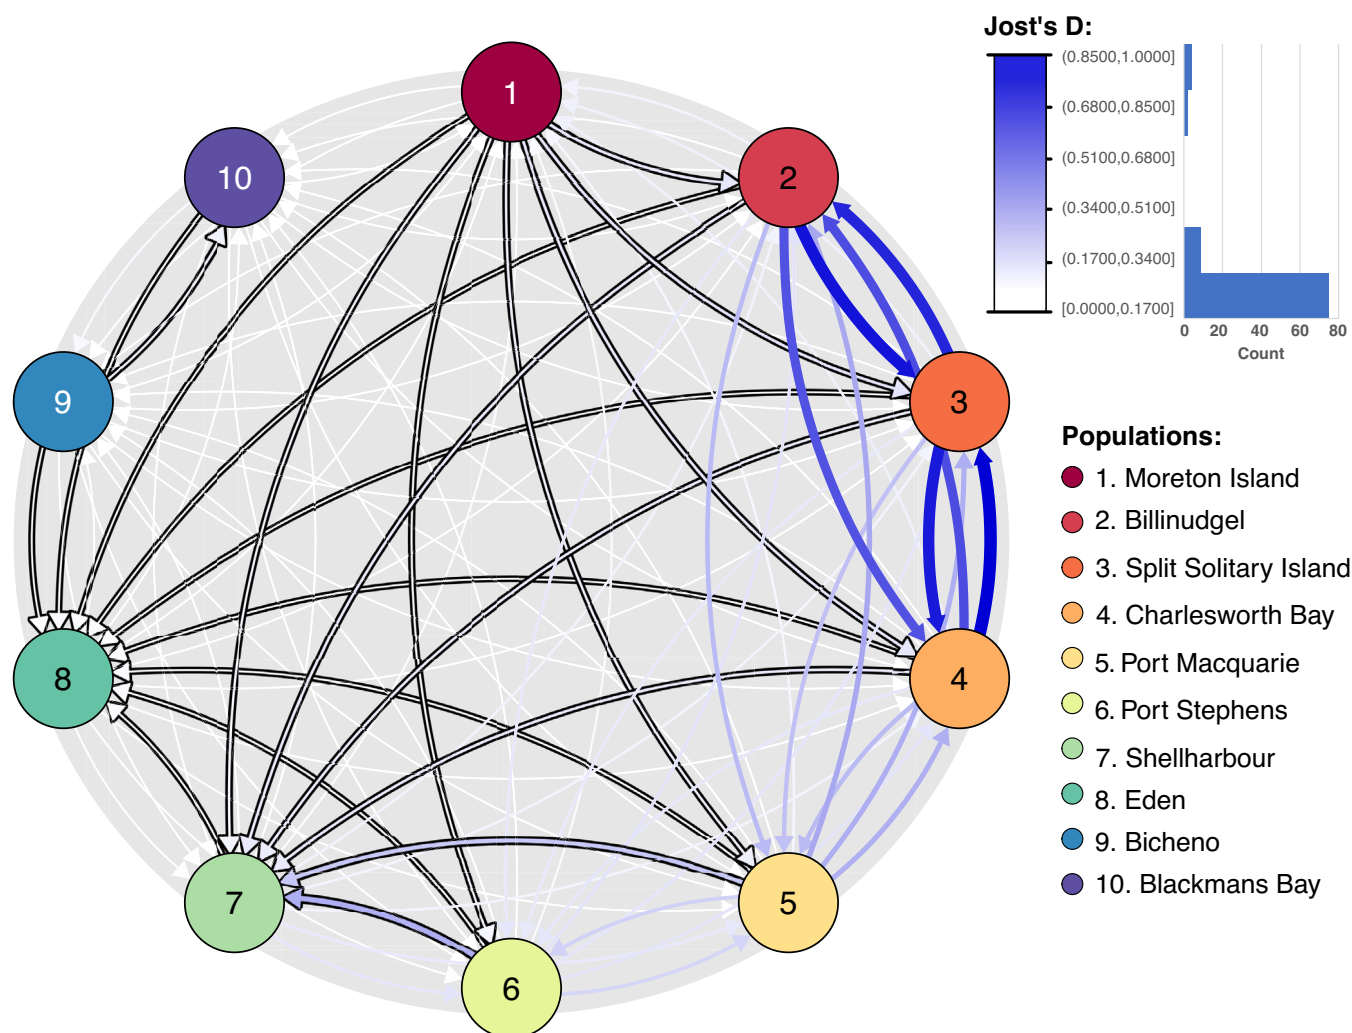 Jost's D:
(0.8500,1.0000]
(0.6800,0.8500]
(0.5100,0.6800]
(0.3400,0.5100]
(0.1700,0.3400]
[0.0000,0.1700]
0 20 40 60 80
Count
1
2
3
4
5
6
7
8
9
10
Populations:
1. Moreton Island
2. Billinudgel
3. Split Solitary Island
4. Charlesworth Bay
5. Port Macquarie
6. Port Stephens
7. Shellharbour
8. Eden
9. Bicheno
10. Blackmans Bay